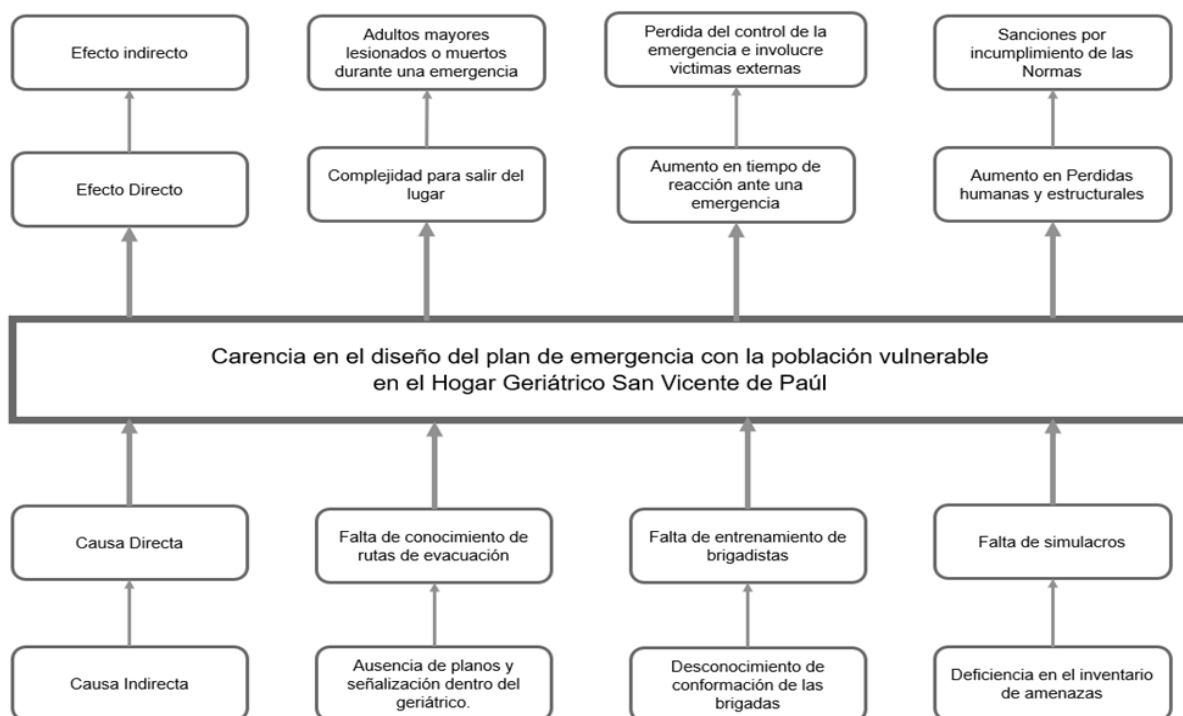 Efecto indirecto
Adultos mayores
lesionados o muertos
durante una emergencia
Perdida del control de la
emergencia e involucre
victimas externas
Sanciones por
incumplimiento de las
Normas
Efecto Directo
Complejidad para salir del
lugar
Aumento en tiempo de
reacción ante una
emergencia
Aumento en Perdidas
humanas y estructurales
Carencia en el diseño del plan de emergencia con la población vulnerable
en el Hogar Geriátrico San Vicente de Paúl
Causa Directa
Falta de conocimiento de
rutas de evacuación
Falta de entrenamiento de
brigadistas
Falta de simulacros
Causa Indirecta
Ausencia de planos y
señalización dentro del
geriátrico.
Desconocimiento de
conformación de las
brigadas
Deficiencia en el inventario
de amenazas